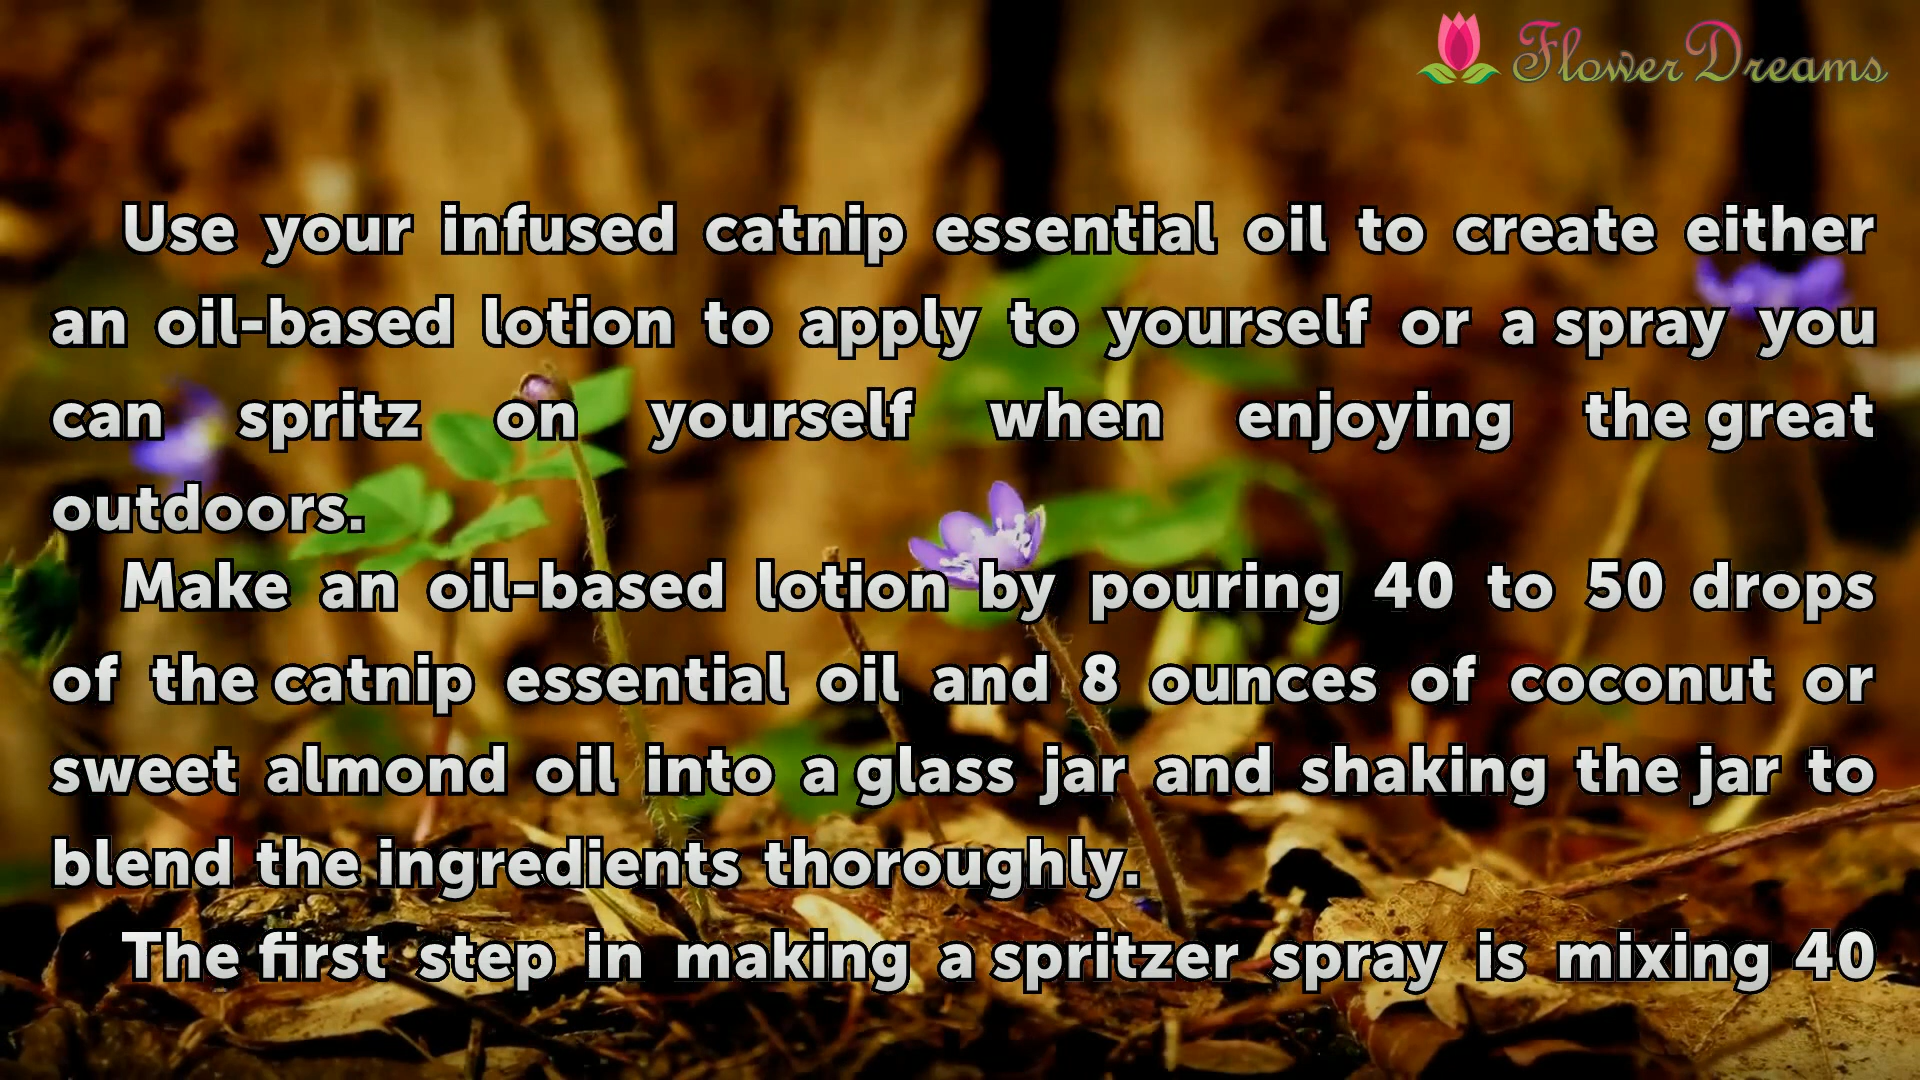 Flower Dreams
Use your infused catnip essential oil to create either
an oil-based lotion to apply to yourself or a spray you
can spritz on yourself when enjoying the great
outdoors.
Make an oil-based lotion by pouring 40 to 50 drops
of the catnip essential oil and 8 ounces of coconut or
sweet almond oil into a glass jar and shaking the jar to
blend the ingredients thoroughly.
The first step in making a spritzer spray is mixing 40